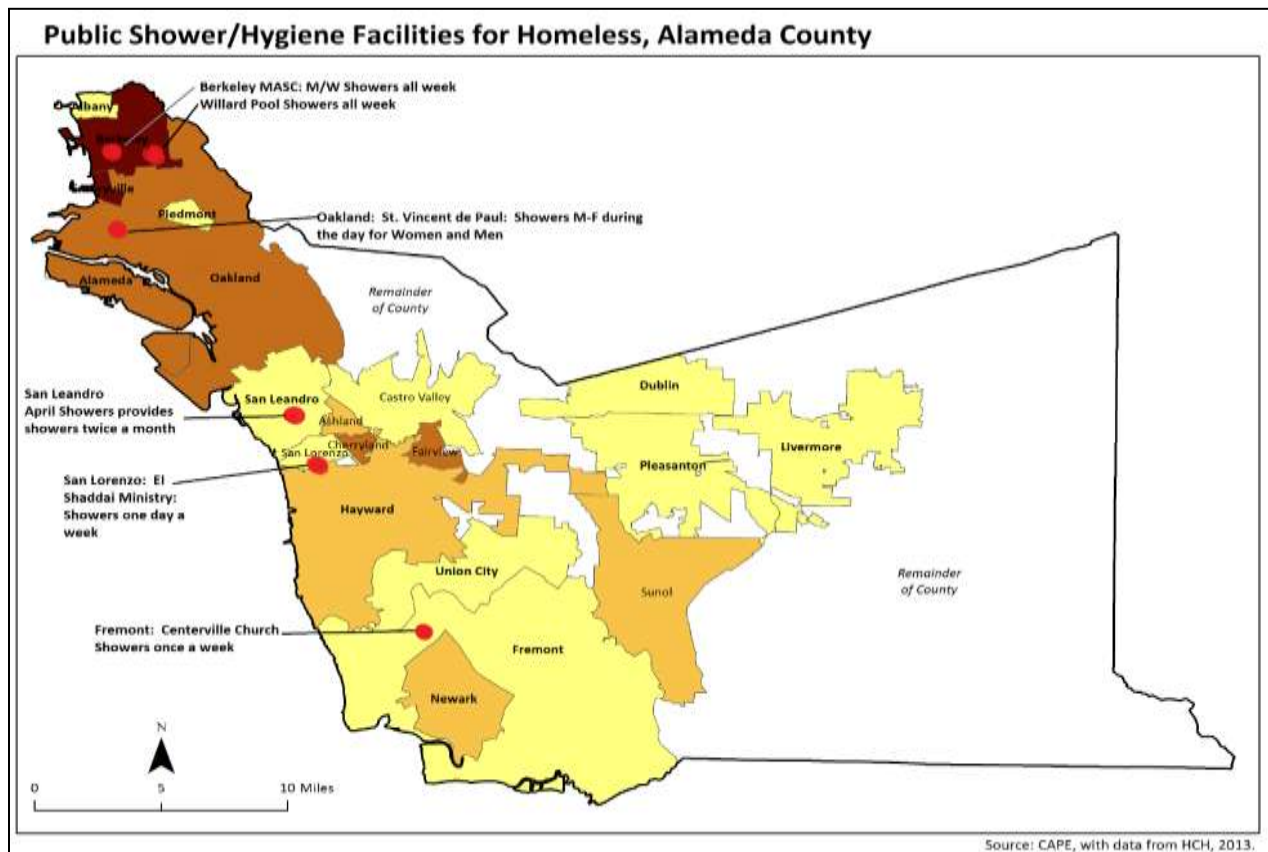 Public Shower/Hygiene Facilities for Homeless, Alameda County
Berkeley MASC: M/W Showers all week
Willard Pool Showers all week
lbany
Piedmont
Oakland: St. Vincent de Paul: Showers M-F during
the day for Women and Men
Alameda
Oakland
Remainder
of County
San Leandro
April Showers provides
showers twice a month
San Leandro
Castro Valley
Ashland
Cherryland
San Lorenzo
Fairview
Dublin
Livermore
Pleasanton
San Lorenzo: El
Shaddai Ministry:
Showers one day a
week
Hayward
Union City
Sunol
Remainder
of County
Fremont: Centerville Church
Showers once a week
Fremont
Newark
N
0 5 10 Miles
Source: CAPE, with data from HCH, 2013.